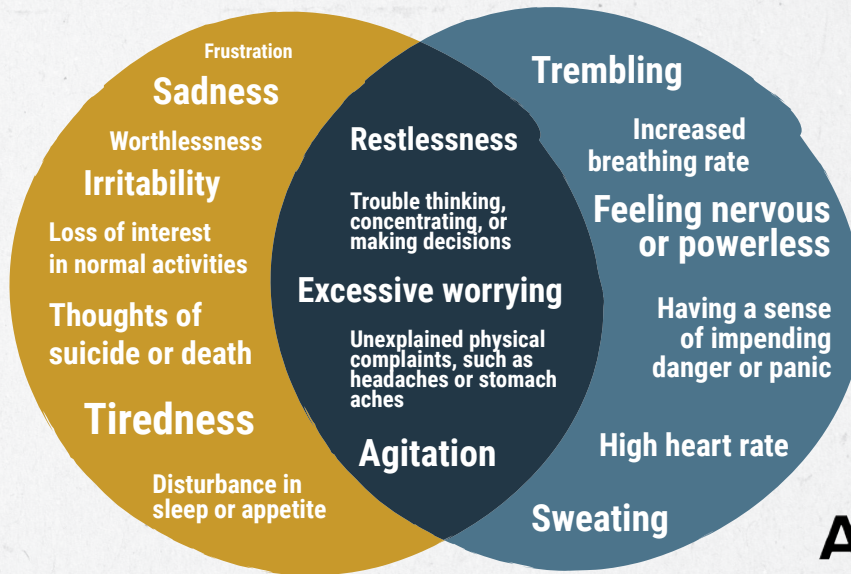 Frustration
Sadness
Worthlessness
Irritability
Loss of interest
in normal activities
Thoughts of
suicide or death
Tiredness
Disturbance in
sleep or appetite
Restlessness
Trouble thinking,
concentrating, or
making decisions
Excessive worrying
Unexplained physical
complaints, such as
headaches or stomach
aches
Agitation
Trembling
Increased
breathing rate
Feeling nervous
or powerless
Having a sense
of impending
danger or panic
High heart rate
Sweating
A